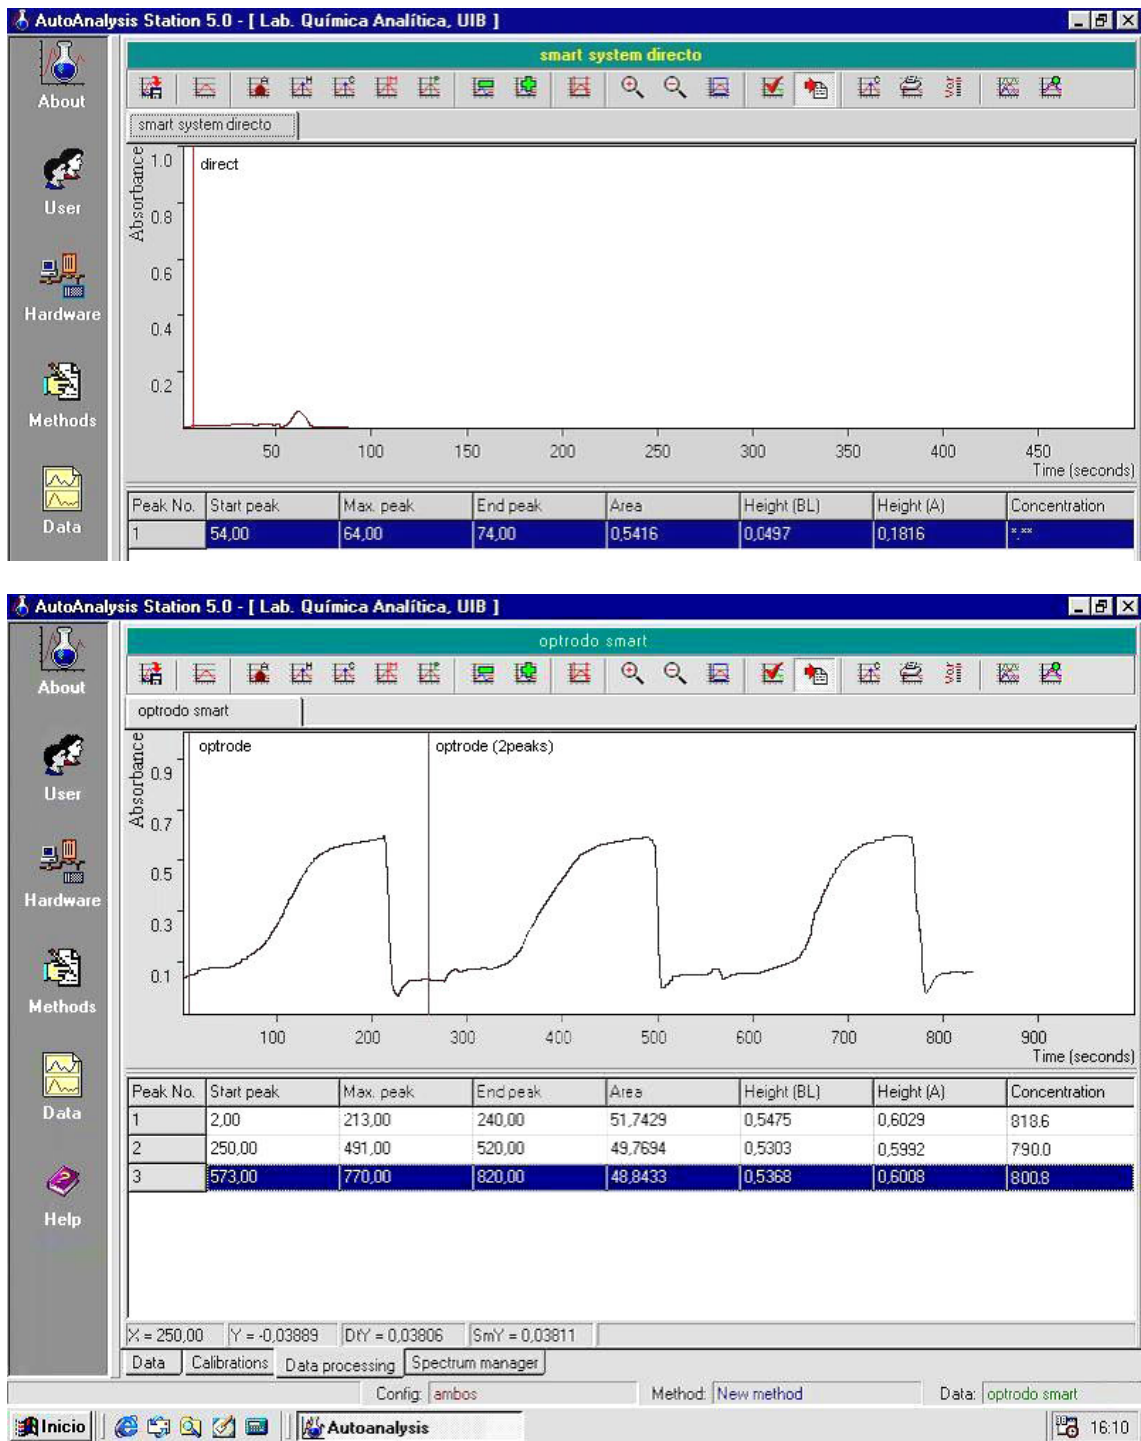 AutoAnalysis Station 5.0 - [ Lab. Química Analítica, UIB ]
smart system directo
About
smart system directo
User
Hardware
Methods
Data
Absorbance
1.0
0.8
0.6
0.4
0.2
direct
50 100 150 200 250 300 350 400 450
Time (seconds)
Peak No. Start peak Max. peak End peak Area Height (BL) Height (A) Concentration
1 54,00 64,00 74,00 0,5416 0,0497 0,1816 *.**
AutoAnalysis Station 5.0 - [ Lab. Química Analítica, UIB ]
optrodo smart
About
optrodo smart
User
Hardware
Methods
Data
Help
Absorbance
0.9
0.7
0.5
0.3
0.1
optrode optrode (2peaks)
100 200 300 400 500 600 700 800 900
Time (seconds)
Peak No. Start peak Max. peak End peak Area Height (BL) Height (A) Concentration
1 2,00 213,00 240,00 51,7429 0,5475 0,6029 818.6
2 250,00 491,00 520,00 49,7694 0,5303 0,5992 790.0
3 573,00 770,00 820,00 48,8433 0,5368 0,6008 800.8
X = 250,00 Y = -0,03889 DtY = 0,03806 SmY = 0,03811
Data Calibrations Data processing Spectrum manager
Config: ambos Method: New method Data: optrodo smart
Inicio Autoanalysis 16:10